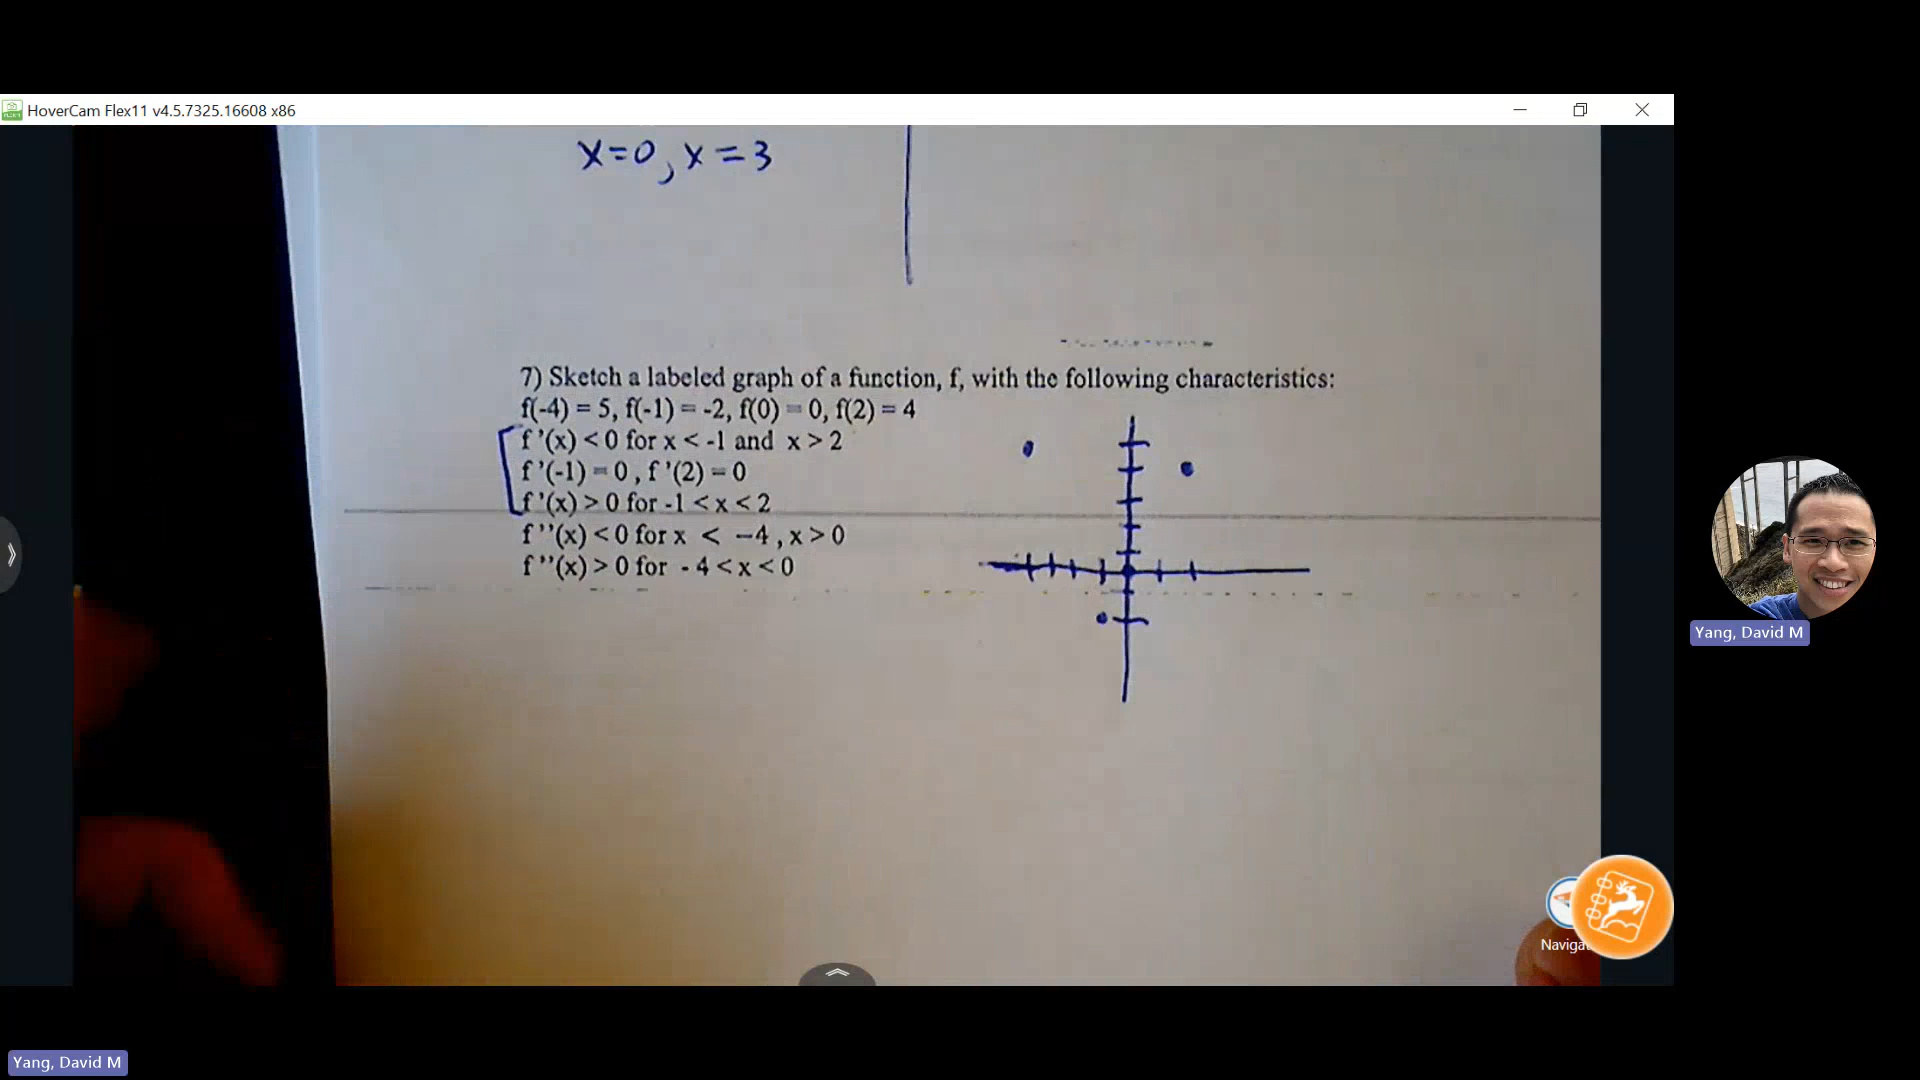 HoverCam Flex11 v4.5.7325.16608 x86
x=0, x=3
7) Sketch a labeled graph of a function, f, with the following characteristics:
f(-4) = 5, f(-1) = -2, f(0) = 0, f(2) = 4
f '(x) < 0 for x < -1 and x > 2
f '(-1) = 0 , f '(2) = 0
f '(x) > 0 for -1 < x < 2
f ''(x) < 0 for x < −4 , x > 0
f ''(x) > 0 for - 4 < x < 0
Yang, David M
Yang, David M